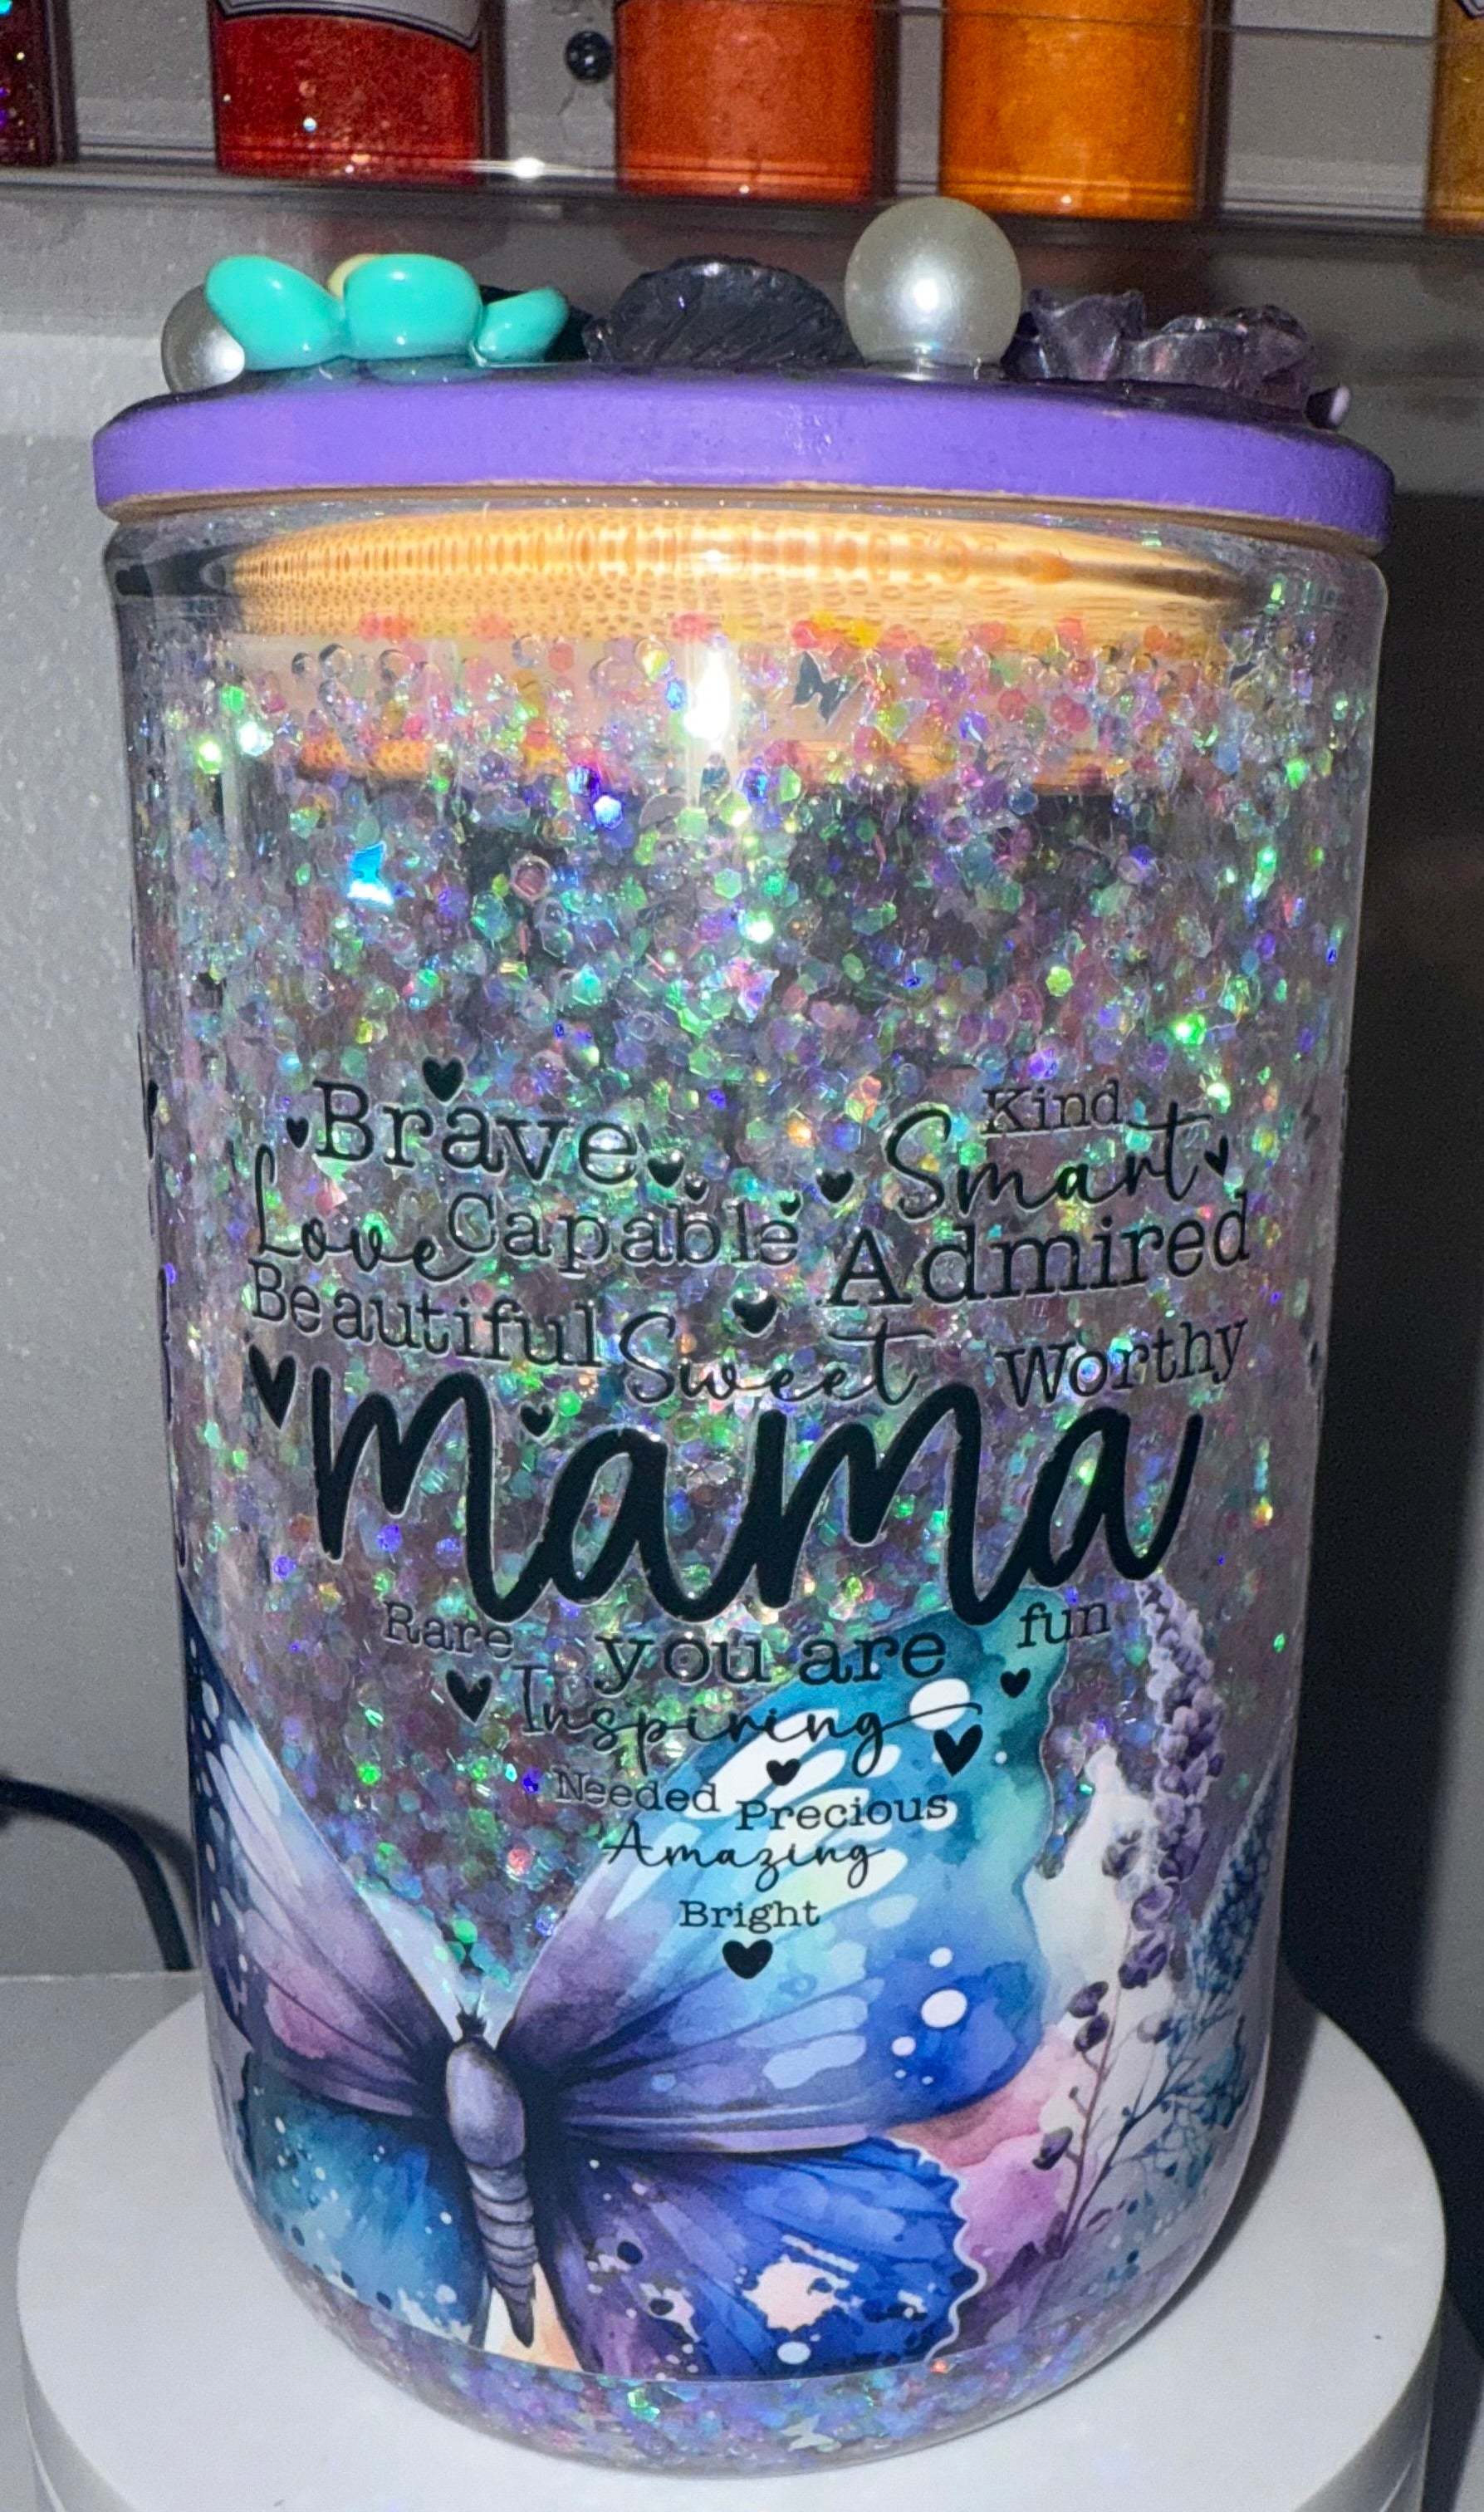 Brave
Kind
Smart
Love Capable
Admired
Beautiful Sweet Worthy
mama
Rare you are fun
Inspiring
Needed Precious
Amazing
Bright